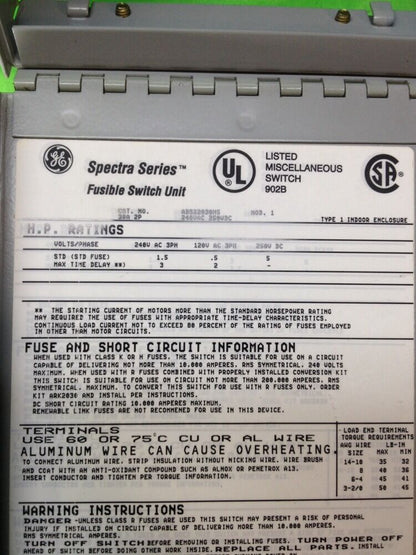 GE
Spectra Series™
Fusible Switch Unit
UL
LISTED
MISCELLANEOUS
SWITCH
902B
SA
CAT. NO. MOD. 1
30A 2P 240VAC 250VDC
TYPE 1 INDOOR ENCLOSURE
H.P. RATINGS
VOLTS/PHASE 240V AC 3PH 120V AC 3PH 250V DC
STD (STD FUSE) 1.5 .5 5
MAX TIME DELAY **) 3 2 -
** THE STARTING CURRENT OF MOTORS MORE THAN THE STANDARD HORSEPOWER RATING
MAY REQUIRE THE USE OF FUSES WITH APPROPRIATE TIME-DELAY CHARACTERISTICS.
CONTINUOUS LOAD CURRENT NOT TO EXCEED 80 PERCENT OF THE RATING OF FUSES EMPLOYED
IN OTHER THAN MOTOR CIRCUITS.
FUSE AND SHORT CIRCUIT INFORMATION
WHEN USED WITH CLASS K OR H FUSES, THE SWITCH IS SUITABLE FOR USE ON A CIRCUIT
CAPABLE OF DELIVERING NOT MORE THAN 10,000 AMPERES, RMS SYMMETRICAL, 240 VOLTS
MAXIMUM. WHEN USED WITH R FUSES COMBINED WITH PROPERLY INSTALLED CONVERSION KIT
THIS SWITCH IS SUITABLE FOR NOT MORE THAN 200,000 AMPERES, RMS
SYMMETRICAL, MAXIMUM. TO CONVERT THIS SWITCH FOR USE WITH R FUSES ONLY, ORDER
KIT ARK2030 AND INSTALL PER INSTRUCTIONS.
DC SHORT CIRCUIT RATING 10,000 AMPERES MAXIMUM.
RENEWABLE LINK FUSES ARE NOT RECOMMENDED FOR USE IN THIS DEVICE.
TERMINALS
USE 60 OR 75°C CU OR AL WIRE
ALUMINUM WIRE CAN CAUSE OVERHEATING.
TO CONNECT ALUMINUM WIRE, STRIP INSULATION WITHOUT NICKING WIRE, WIRE BRUSH
AND COAT WITH AN ANTI-OXIDANT COMPOUND SUCH AS ALNOX OR PENETROX A13.
INSERT CONDUCTOR AND TIGHTEN PER TORQUE INFORMATION.
LOAD END TERMINAL
TORQUE REQUIREMENTS
AWG WIRE LB-IN
SIZE MAX MIN
14-10 35 32
8 40 36
6-4 45 41
3-2/0 50 45
WARNING INSTRUCTIONS
DANGER -UNLESS CLASS R FUSES ARE USED THIS SWITCH MAY PRESENT A RISK OF PERSONAL
INJURY IF INSTALLED ON CIRCUIT CAPABLE OF DELIVERING MORE THAN 10,000 AMPERES,
RMS SYMMETRICAL AMPERES.
TURN OFF SWITCH BEFORE REMOVING OR INSTALLING FUSES. TURN POWER OFF
AHEAD OF SWITCH BEFORE DOING OTHER WORK INSIDE. REPLACE ALL PARTS,